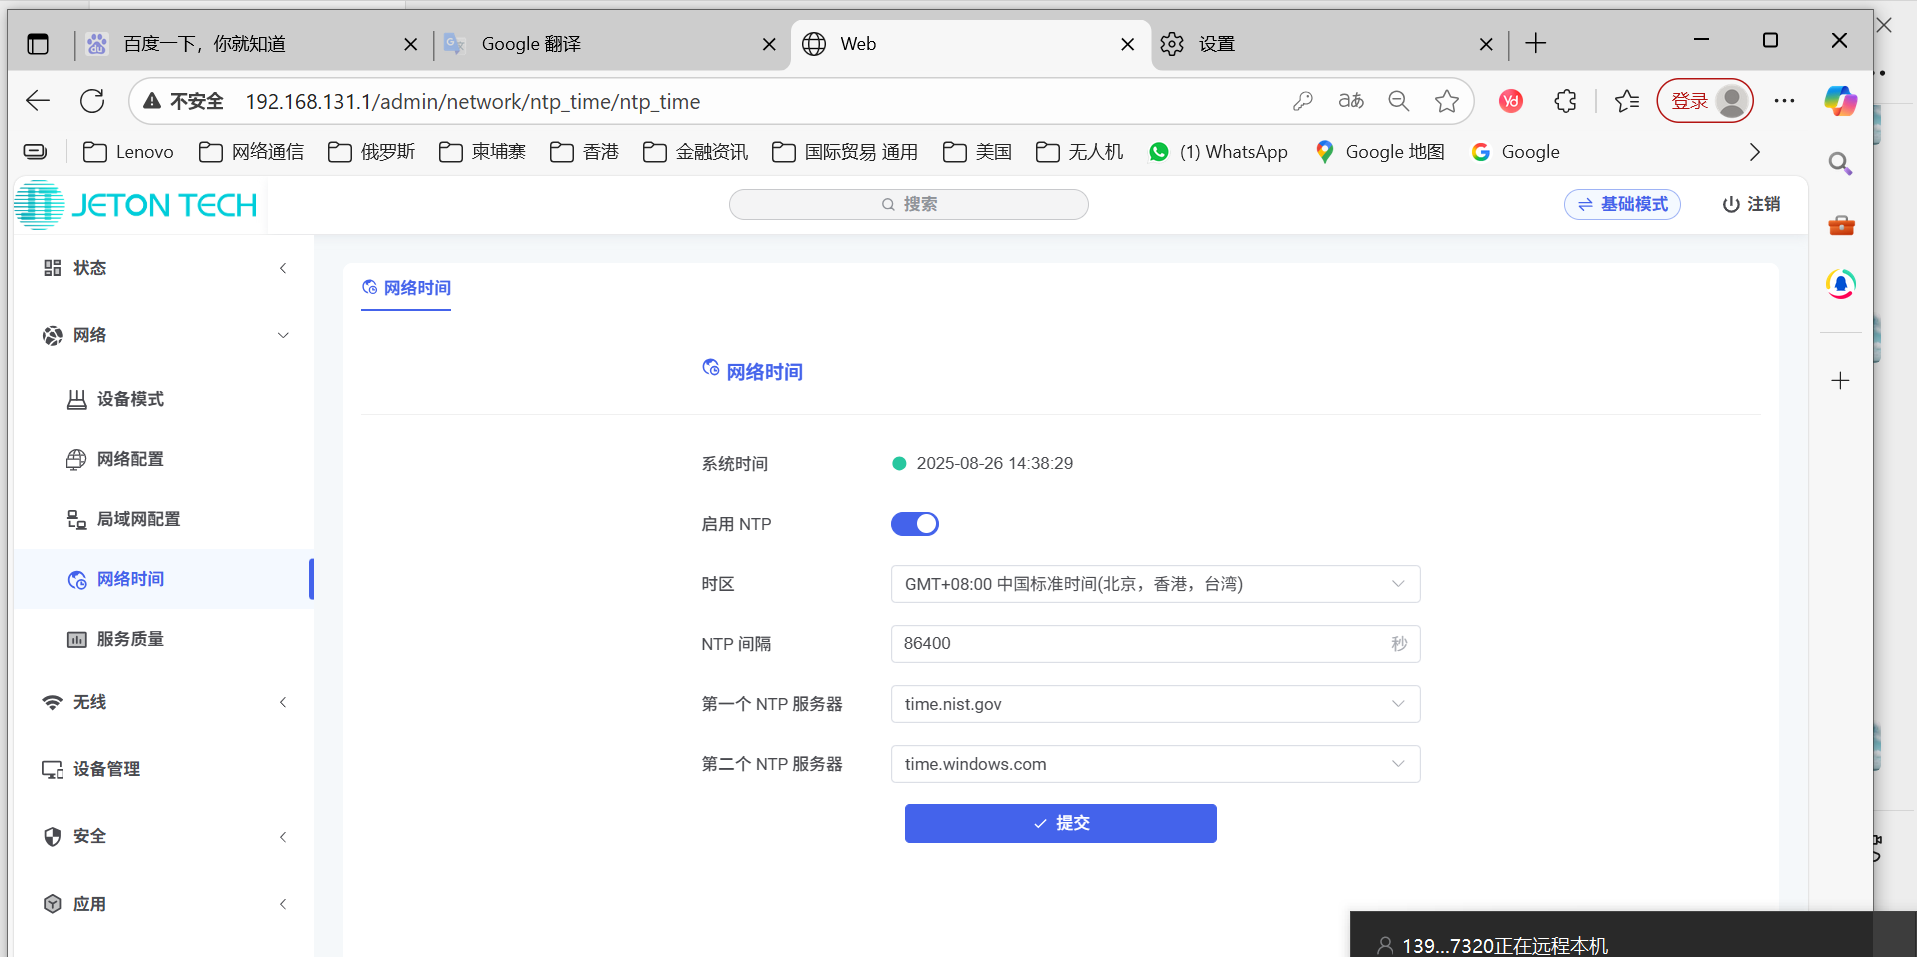 百度一下，你就知道
Google 翻译
Web
设置
不安全 192.168.131.1/admin/network/ntp_time/ntp_time
登录
Lenovo 网络通信 俄罗斯 柬埔寨 香港 金融资讯 国际贸易 通用 美国 无人机 (1) WhatsApp Google 地图 Google
JETON TECH
搜索
基础模式
注销
状态
网络
设备模式
网络配置
局域网配置
网络时间
服务质量
无线
设备管理
安全
应用
网络时间
网络时间
系统时间 2025-08-26 14:38:29
启用 NTP
时区 GMT+08:00 中国标准时间(北京，香港，台湾)
NTP 间隔 86400 秒
第一个 NTP 服务器 time.nist.gov
第二个 NTP 服务器 time.windows.com
提交
139...7320正在远程本机